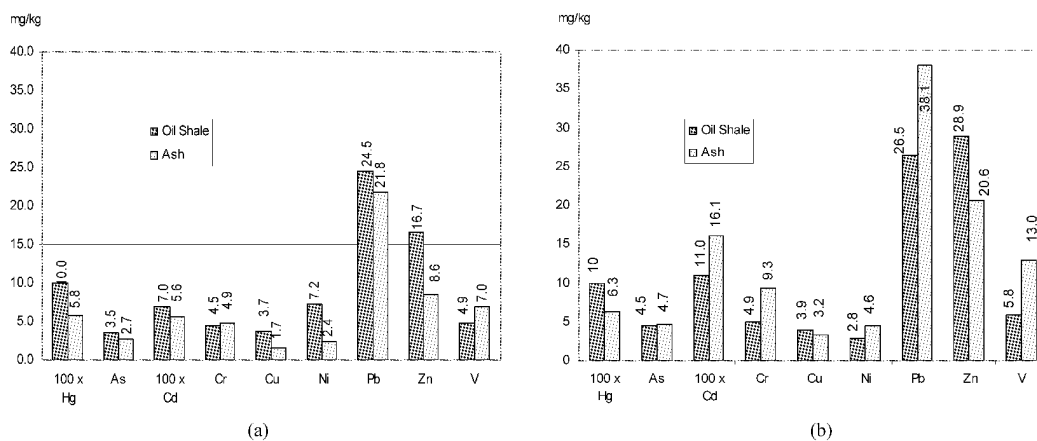 mg/kg
40.0
35.0
30.0
25.0
20.0
15.0
10.0
5.0
0.0
Oil Shale
Ash
10.0
5.8
3.5
2.7
7.0
5.6
4.5
4.9
3.7
1.7
7.2
2.4
24.5
21.8
16.7
8.6
4.9
7.0
100 x
Hg
As
100 x
Cd
Cr
Cu
Ni
Pb
Zn
V
(a)
mg/kg
40
35
30
25
20
15
10
5
0
Oil Shale
Ash
10
6.3
4.5
4.7
11.0
16.1
4.9
9.3
3.9
3.2
2.8
4.6
26.5
38.1
28.9
20.6
5.8
13.0
100 x
Hg
As
100 x
Cd
Cr
Cu
Ni
Pb
Zn
V
(b)